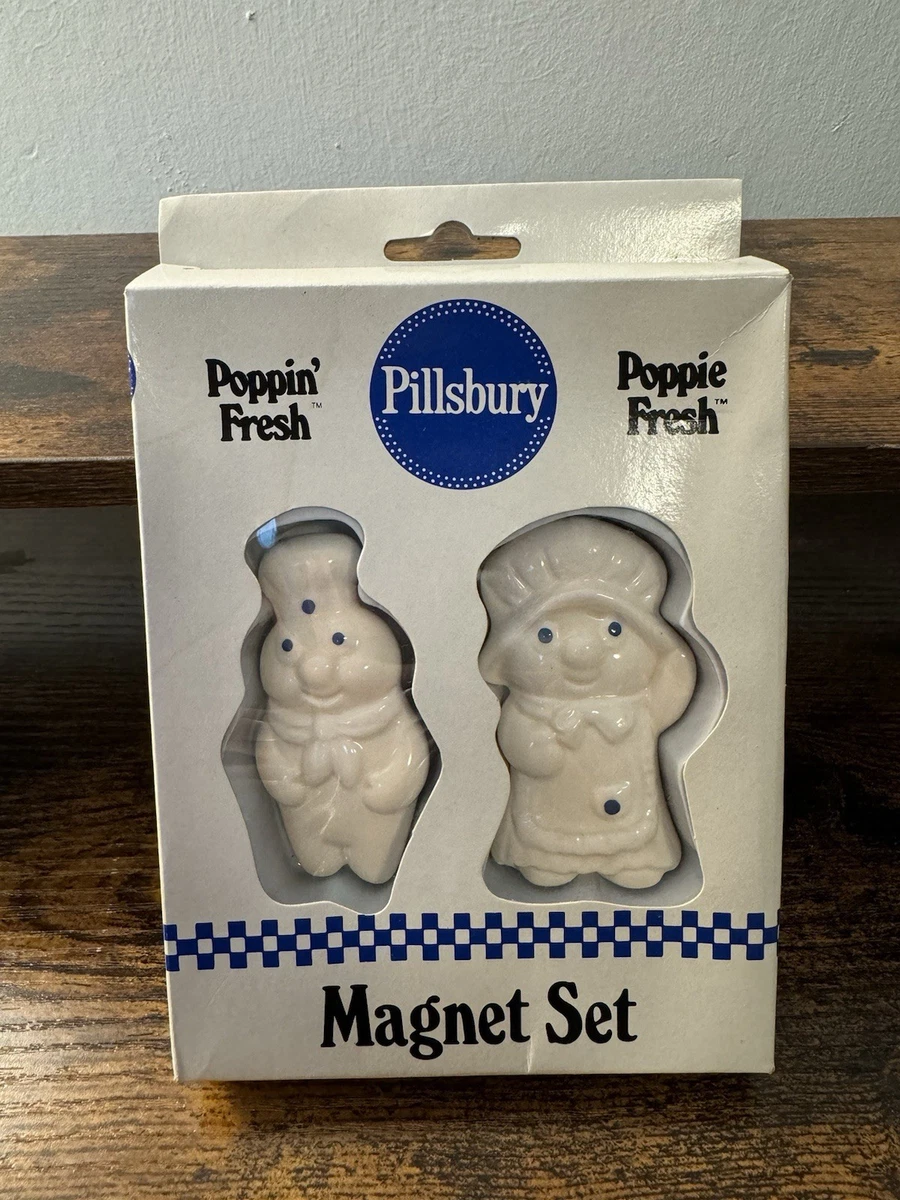 Poppin'
Fresh™
Pillsbury
Poppie
Fresh™
Magnet Set